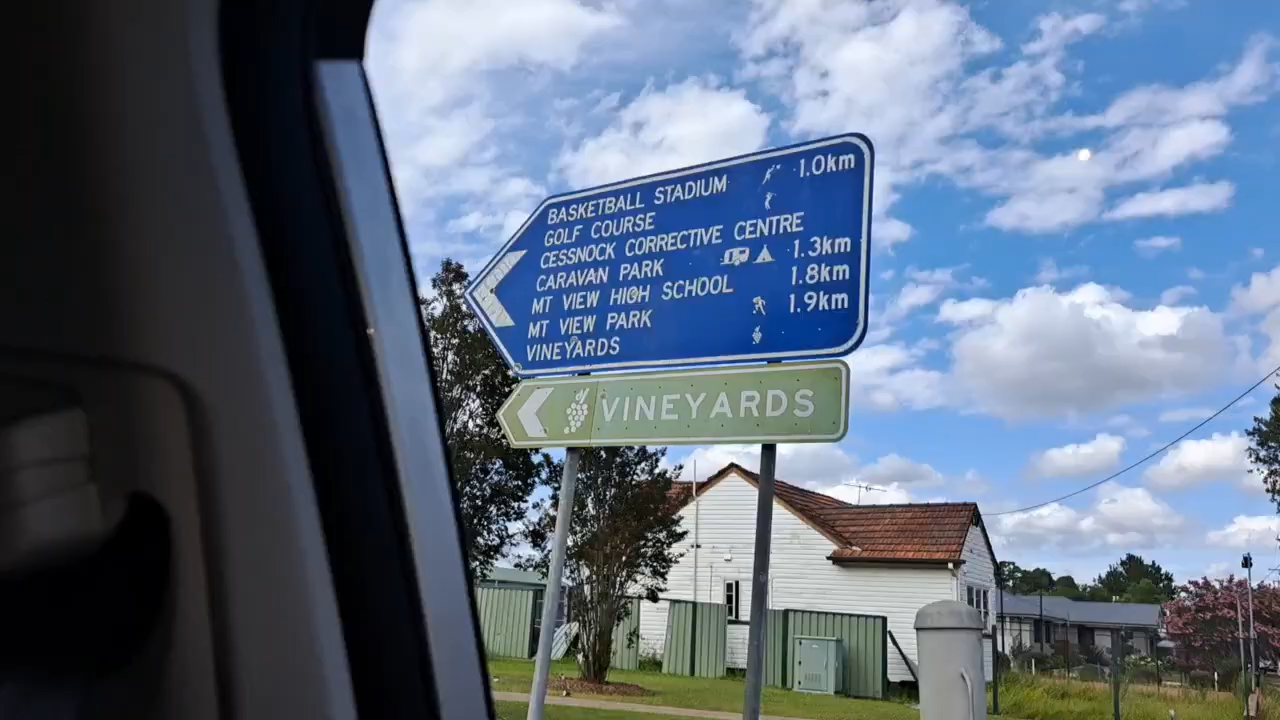 BASKETBALL STADIUM 1.0km
GOLF COURSE
CESSNOCK CORRECTIVE CENTRE
CARAVAN PARK 1.3km
MT VIEW HIGH SCHOOL 1.8km
MT VIEW PARK 1.9km
VINEYARDS
VINEYARDS